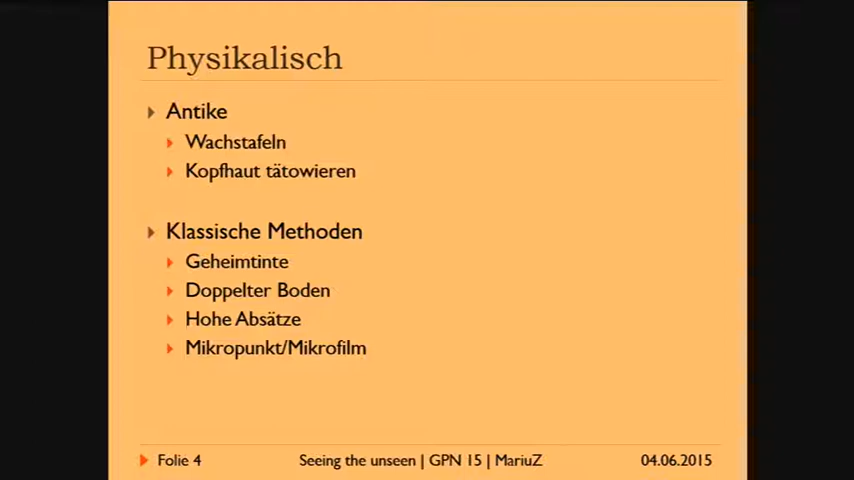 Physikalisch
Antike
Wachstafeln
Kopfhaut tätowieren
Klassische Methoden
Geheimtinte
Doppelter Boden
Hohe Absätze
Mikropunkt/Mikrofilm
Folie 4
Seeing the unseen | GPN 15 | MariuZ
04.06.2015